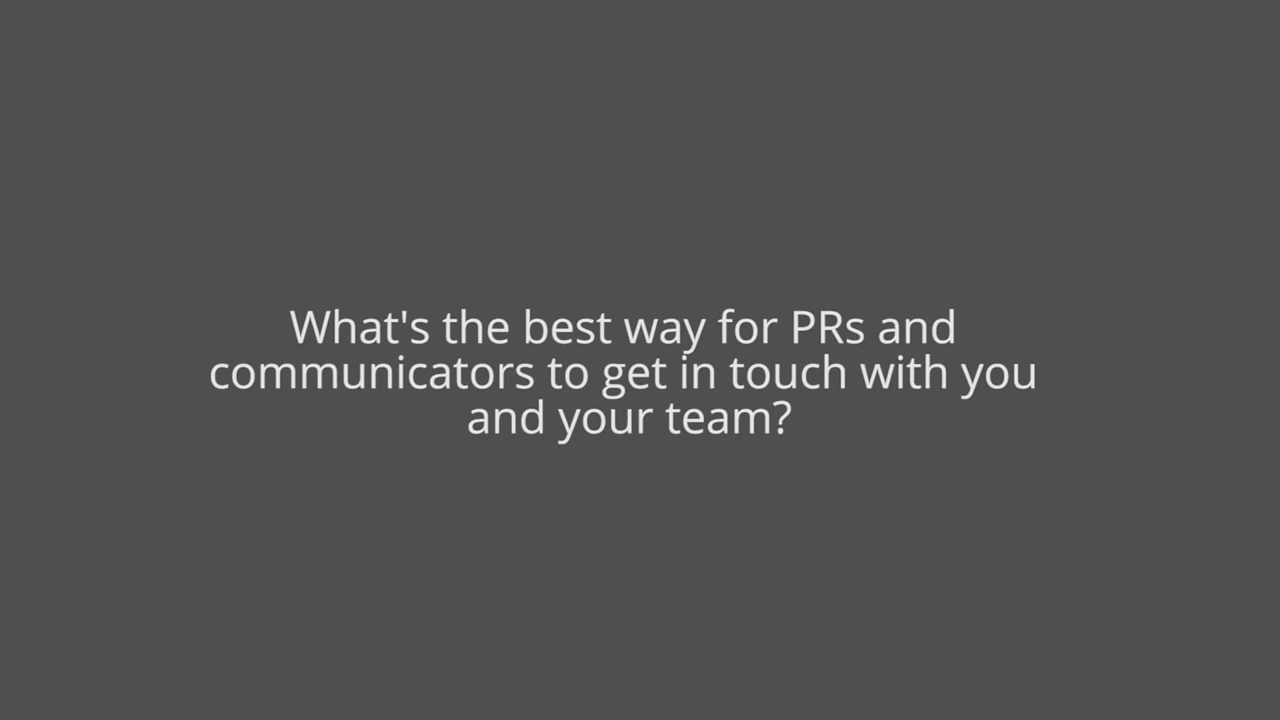 What's the best way for PRs and
communicators to get in touch with you
and your team?